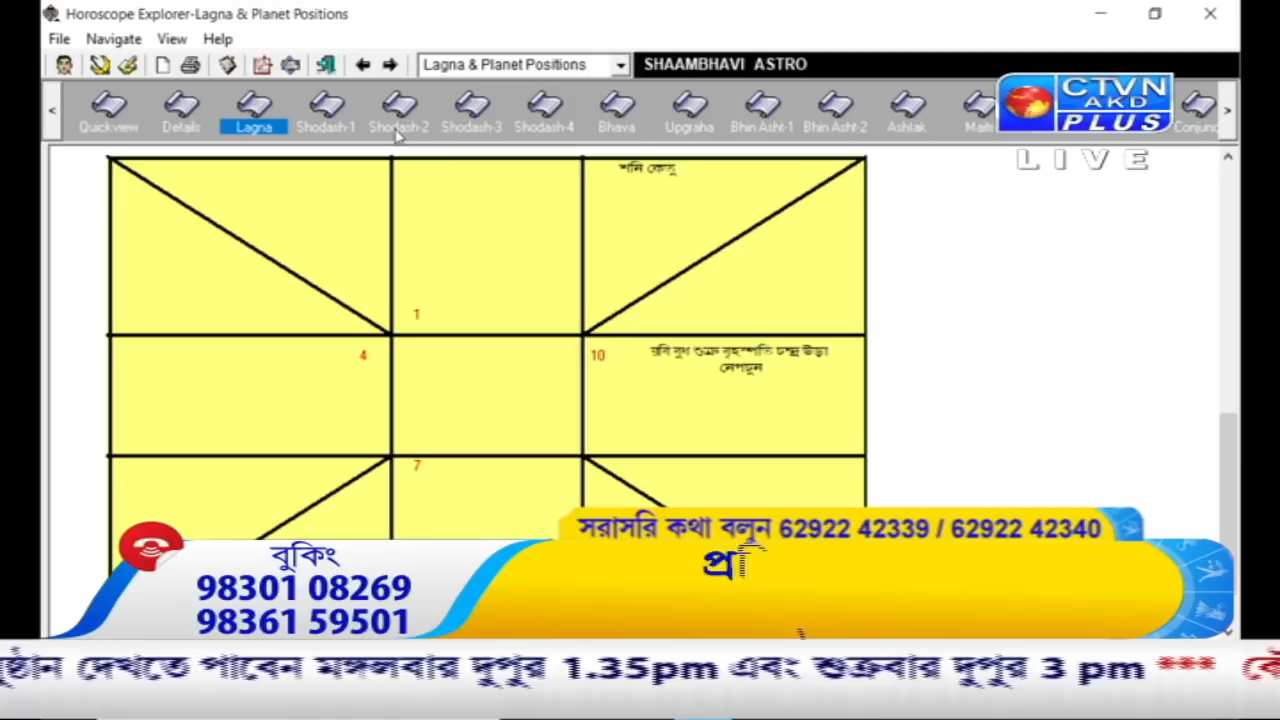 Horoscope Explorer-Lagna & Planet Positions
File Navigate View Help
Lagna & Planet Positions
SHAAMBHAVI ASTRO
Quickview Details Lagna Shodash-1 Shodash-2 Shodash-3 Shodash-4 Bhava Upgraha Bhin Asht-1 Bhin Asht-2 Ashtak
CTVN
AKD
PLUS
LIVE
শনি কেতু
1
4
10
রবি বুধ শুক্র বৃহস্পতি চন্দ্র উড়া
নেপচুন
7
সরাসরি কথা বলুন 62922 42339 / 62922 42340
বুকিং
98301 08269
98361 59501
দেখতে পাবেন মঙ্গলবার দুপুর 1.35pm এবং শুক্রবার দুপুর 3 pm ***